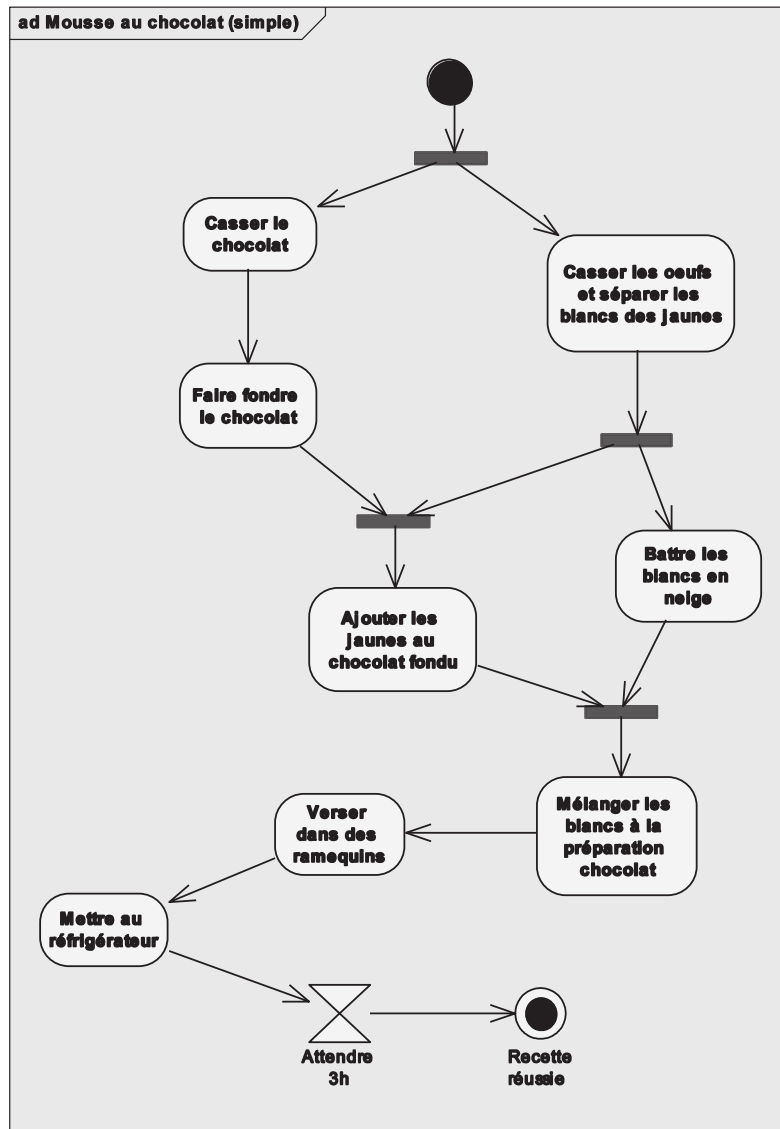 ad Mousse au chocolat (simple)
Casser le
chocolat
Casser les oeufs
et séparer les
blancs des jaunes
Faire fondre
le chocolat
Battre les
blancs en
neige
Ajouter les
jaunes au
chocolat fondu
Mélanger les
blancs à la
préparation
chocolat
Verser
dans des
ramequins
Mettre au
réfrigérateur
Attendre
3h
Recette
réussie